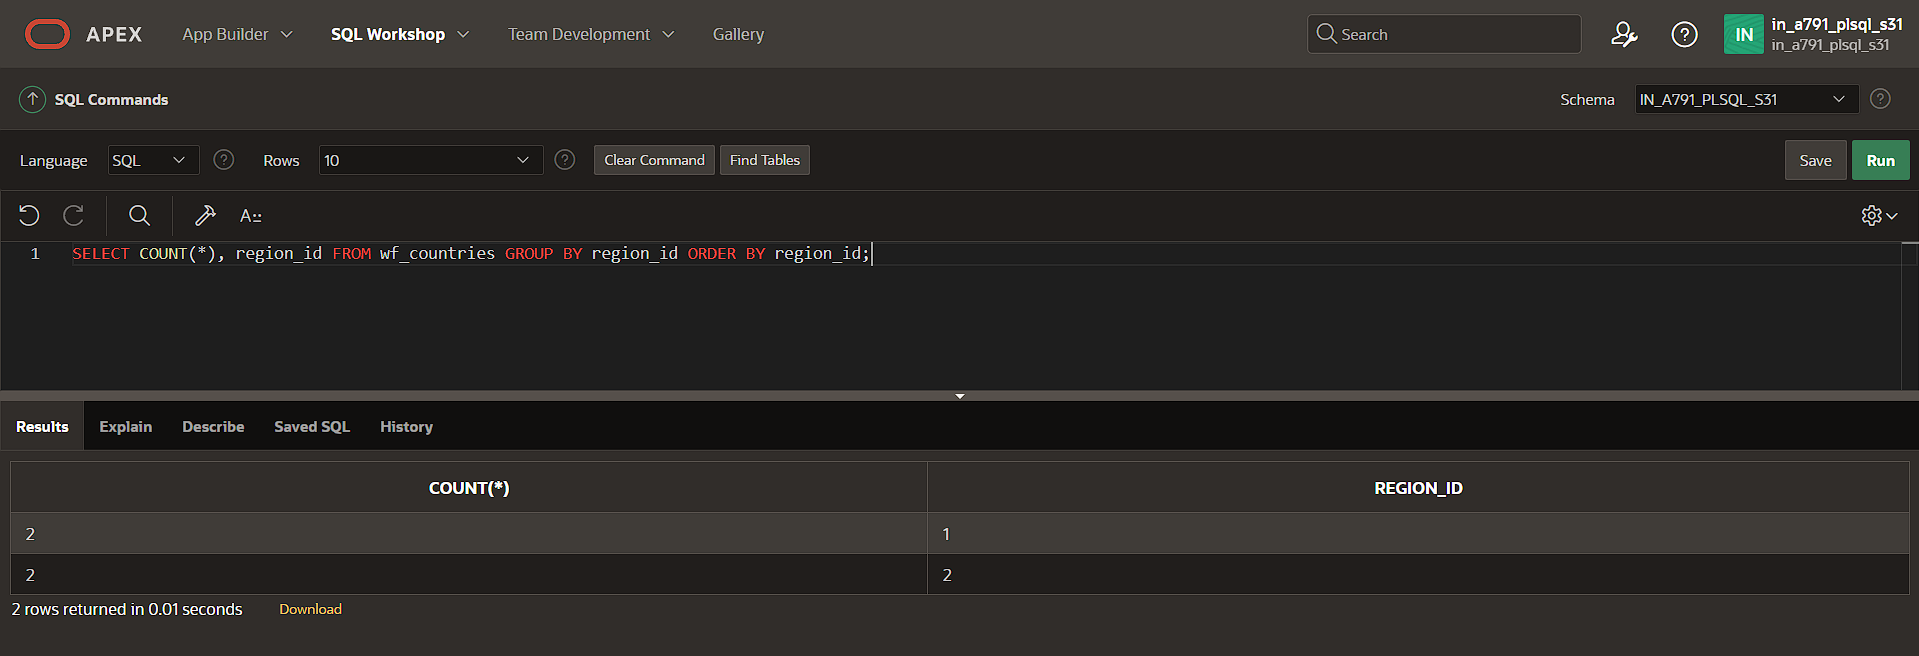 APEX App Builder SQL Workshop Team Development Gallery Search IN in_a791_plsql_s31
in_a791_plsql_s31
SQL Commands Schema IN_A791_PLSQL_S31
Language SQL Rows 10 Clear Command Find Tables Save Run
A::
1 SELECT COUNT(*), region_id FROM wf_countries GROUP BY region_id ORDER BY region_id;
Results Explain Describe Saved SQL History
COUNT(*) REGION_ID
2 1
2 2
2 rows returned in 0.01 seconds Download